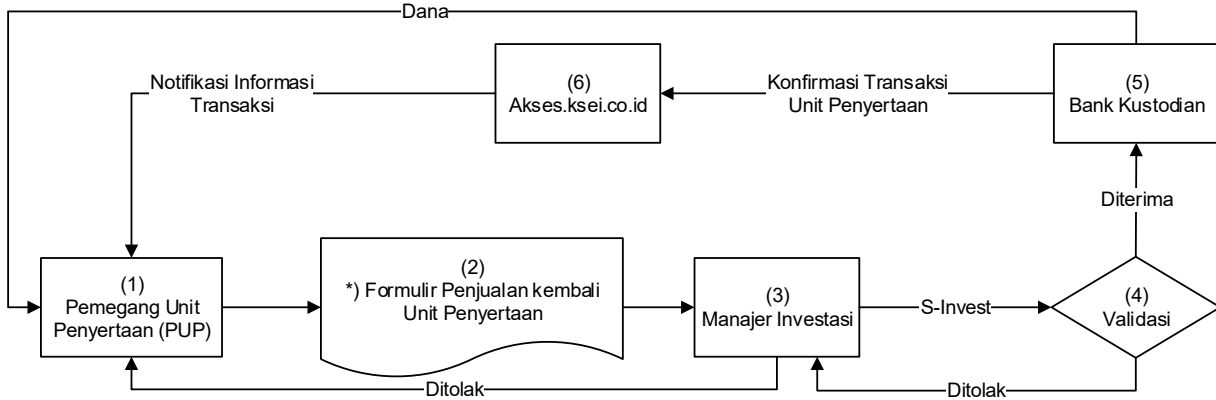 Dana
Notifikasi Informasi
Transaksi
(6)
Akses.ksei.co.id
Konfirmasi Transaksi
Unit Penyertaan
(5)
Bank Kustodian
Diterima
(1)
Pemegang Unit
Penyertaan (PUP)
(2)
*) Formulir Penjualan kembali
Unit Penyertaan
(3)
Manajer Investasi
S-Invest
(4)
Validasi
Ditolak
Ditolak